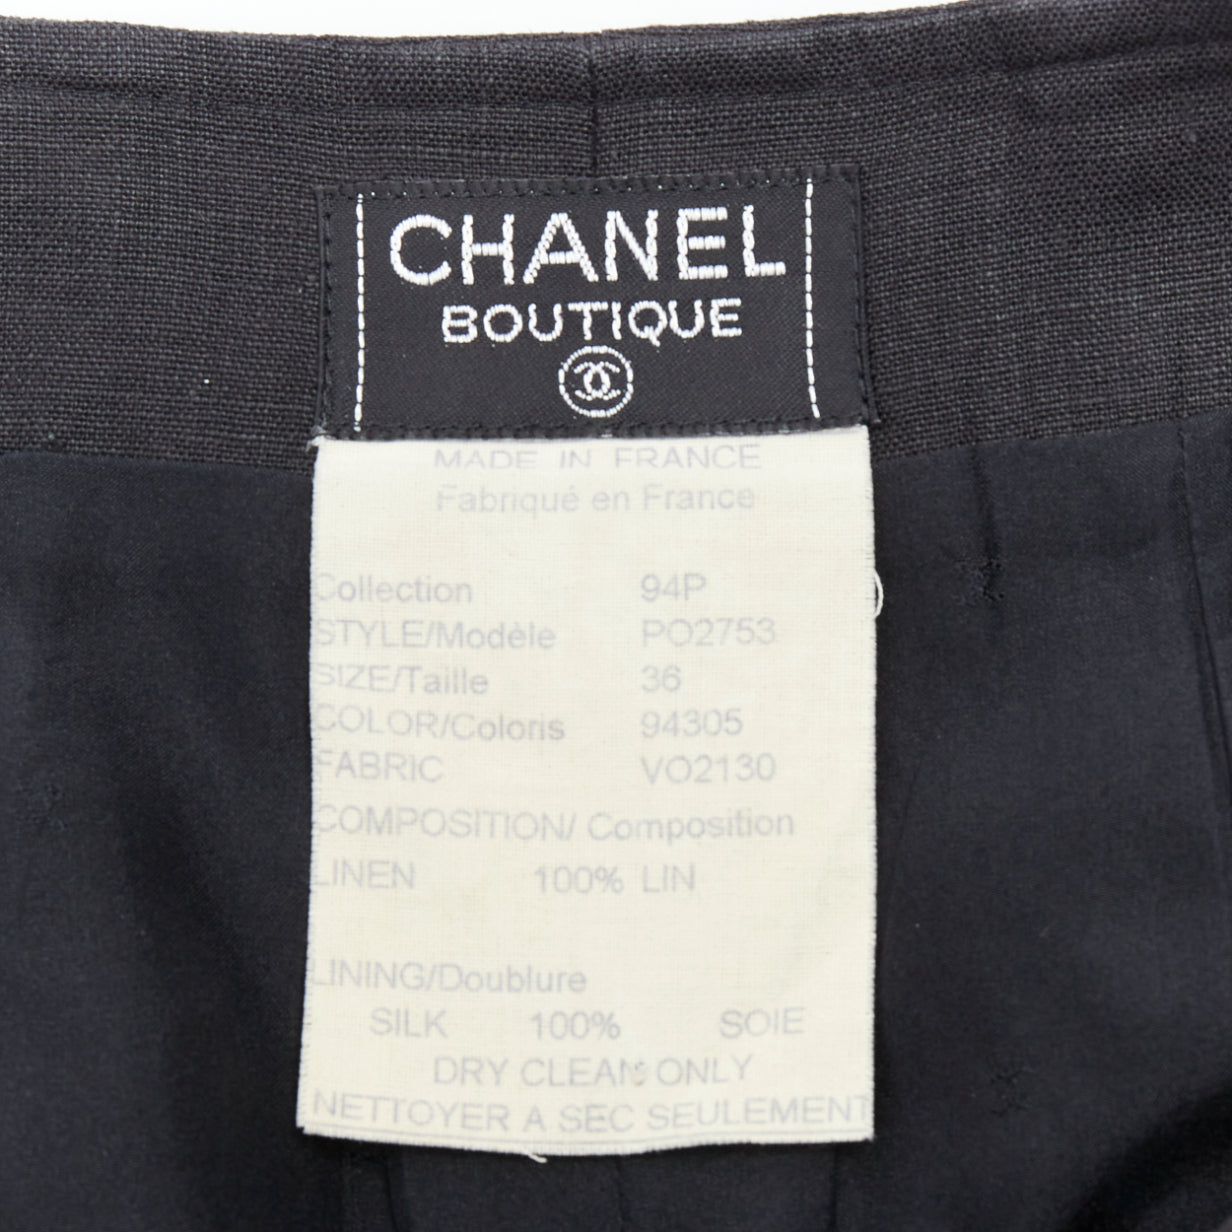 CHANEL
BOUTIQUE
MADE IN FRANCE
Fabriqué en France
Collection 94P
STYLE/Modèle PO2753
SIZE/Taille 36
COLOR/Coloris 94305
FABRIC VO2130
COMPOSITION/ Composition
LINEN 100% LIN
LINING/Doublure
SILK 100% SOIE
DRY CLEAN ONLY
NETTOYER A SEC SEULEMENT